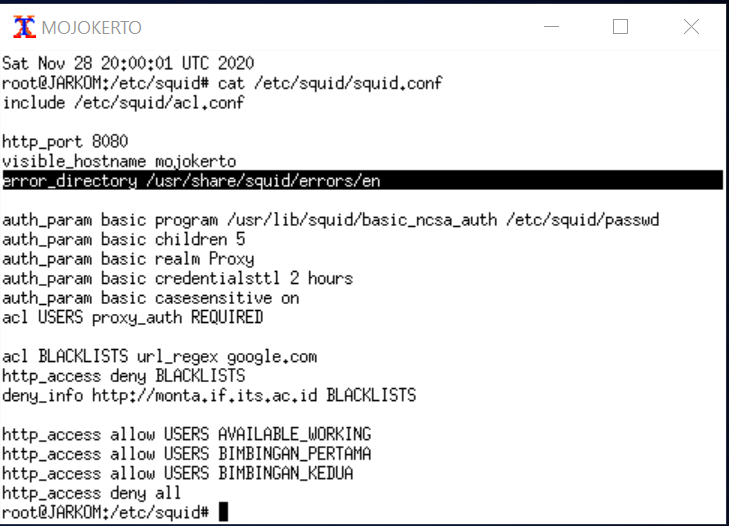 MOJOKERTO
Sat Nov 28 20:00:01 UTC 2020
root@JARKOM:/etc/squid# cat /etc/squid/squid.conf
include /etc/squid/acl.conf
http_port 8080
visible_hostname mojokerto
error_directory /usr/share/squid/errors/en
auth_param basic program /usr/lib/squid/basic_ncsa_auth /etc/squid/passwd
auth_param basic children 5
auth_param basic realm Proxy
auth_param basic credentialsttl 2 hours
auth_param basic casesensitive on
acl USERS proxy_auth REQUIRED
acl BLACKLISTS url_regex google.com
http_access deny BLACKLISTS
deny_info http://monta.if.its.ac.id BLACKLISTS
http_access allow USERS AVAILABLE_WORKING
http_access allow USERS BIMBINGAN_PERTAMA
http_access allow USERS BIMBINGAN_KEDUA
http_access deny all
root@JARKOM:/etc/squid#